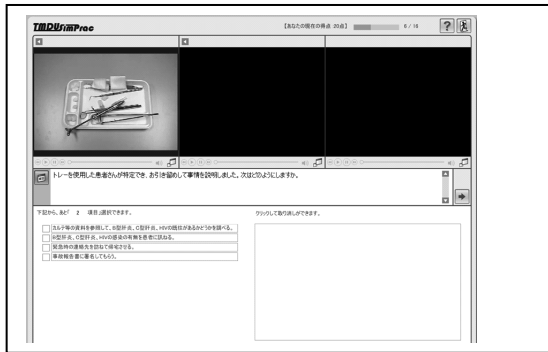 TMDUSimPrac
【あなたの現在の得点 20点】
6 / 16
?
トレーを使用した患者さんが特定でき、お引き留めして事情を説明しました。次はどのようにしますか。
下記から、あと 2 項目選択できます。
クリックして取り消しができます。
カルテ等の資料を参照して、B型肝炎、C型肝炎、HIVの既往があるかどうかを調べる。
B型肝炎、C型肝炎、HIVの感染の有無を患者に訊ねる。
緊急時の連絡先を訊ねて帰宅させる。
事故報告書に署名してもらう。